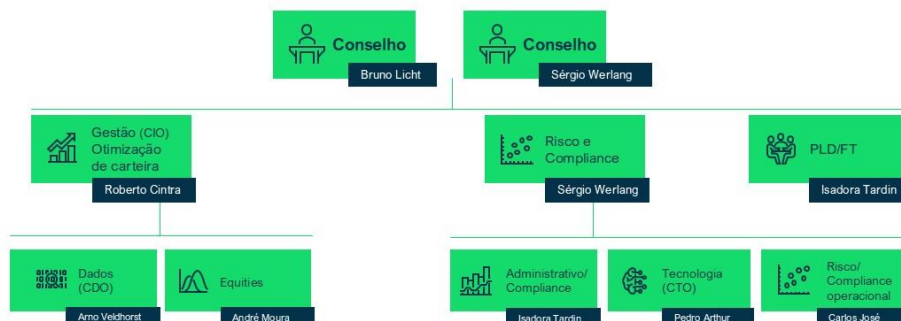 Conselho
Bruno Licht
Conselho
Sérgio Werlang
Gestão (CIO)
Otimização
de carteira
Roberto Cintra
Risco e
Compliance
Sérgio Werlang
PLD/FT
Isadora Tardin
Dados
(CDO)
Arno Veldhorst
Equities
André Moura
Administrativo/
Compliance
Isadora Tardin
Tecnologia
(CTO)
Pedro Arthur
Risco/
Compliance
operacional
Carlos José